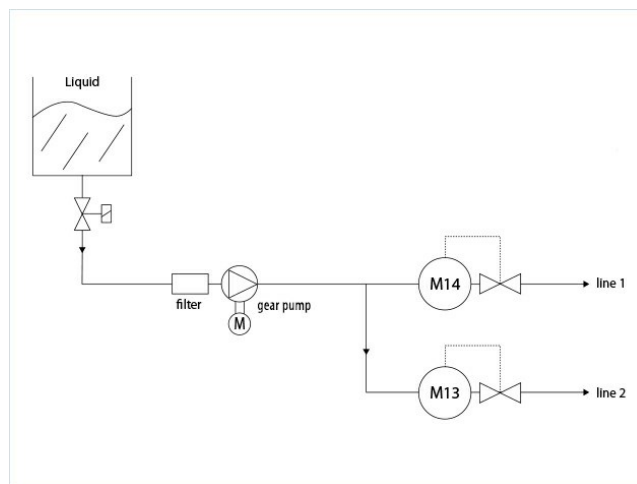 Liquid
M14
line 1
filter
gear pump
M
M13
line 2